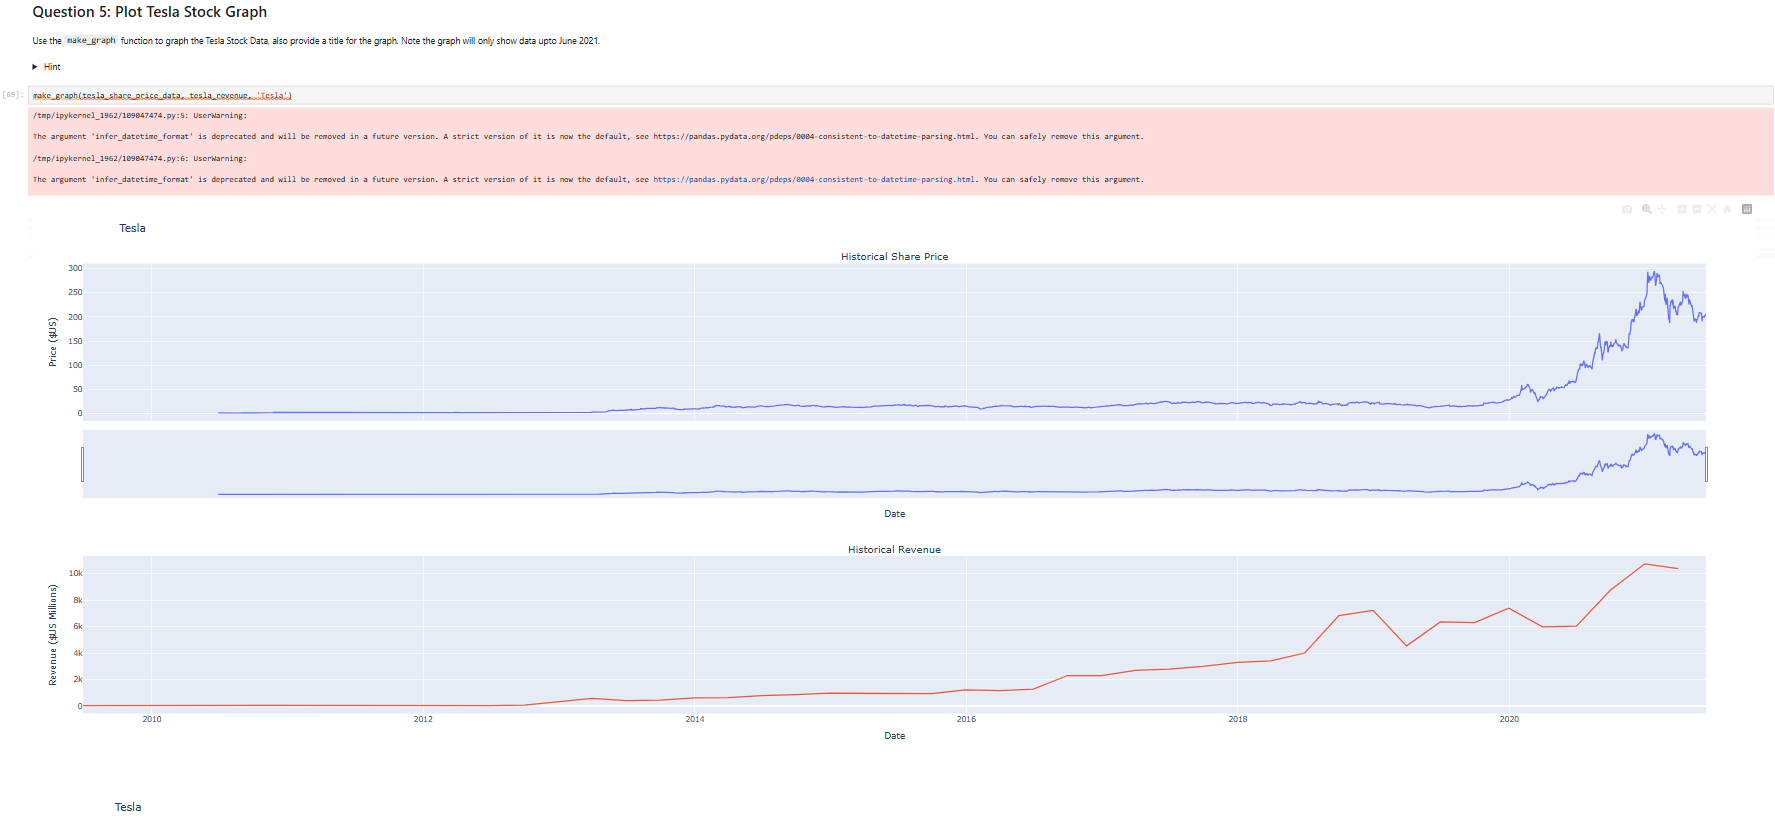 Question 5: Plot Tesla Stock Graph
Use the make_graph function to graph the Tesla Stock Data, also provide a title for the graph. Note the graph will only show data upto June 2021.
Hint
[69]:
make_graph(tesla_share_price_data, tesla_revenue, 'Tesla')
/tmp/ipykernel_1962/109047474.py:5: UserWarning:
The argument 'infer_datetime_format' is deprecated and will be removed in a future version. A strict version of it is now the default, see https://pandas.pydata.org/pdeps/0004-consistent-to-datetime-parsing.html. You can safely remove this argument.
/tmp/ipykernel_1962/109047474.py:6: UserWarning:
The argument 'infer_datetime_format' is deprecated and will be removed in a future version. A strict version of it is now the default, see https://pandas.pydata.org/pdeps/0004-consistent-to-datetime-parsing.html. You can safely remove this argument.
Tesla
Historical Share Price
Price ($US)
300
250
200
150
100
50
0
Date
Historical Revenue
Revenue ($US Millions)
10k
8k
6k
4k
2k
0
2010 2012 2014 2016 2018 2020
Date
Tesla